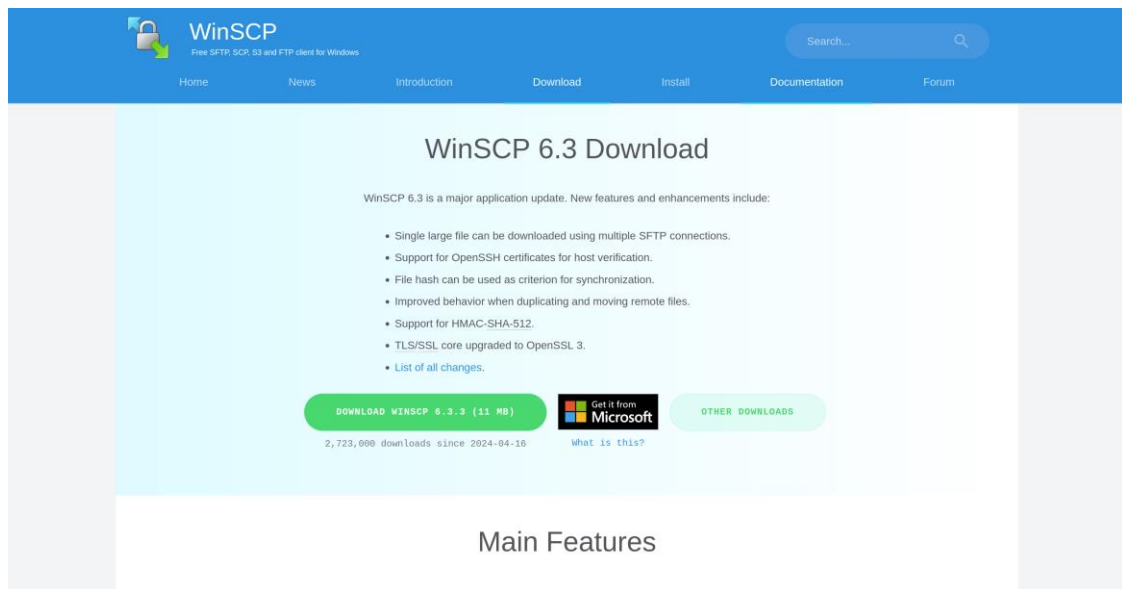 WinSCP
Free SFTP, SCP, S3 and FTP client for Windows
Search...
Home News Introduction Download Install Documentation Forum
WinSCP 6.3 Download
WinSCP 6.3 is a major application update. New features and enhancements include:
• Single large file can be downloaded using multiple SFTP connections.
• Support for OpenSSH certificates for host verification.
• File hash can be used as criterion for synchronization.
• Improved behavior when duplicating and moving remote files.
• Support for HMAC-SHA-512.
• TLS/SSL core upgraded to OpenSSL 3.
• List of all changes.
DOWNLOAD WINSCP 6.3.3 (11 MB)
Get it from
Microsoft
OTHER DOWNLOADS
2,723,000 downloads since 2024-04-16
What is this?
Main Features